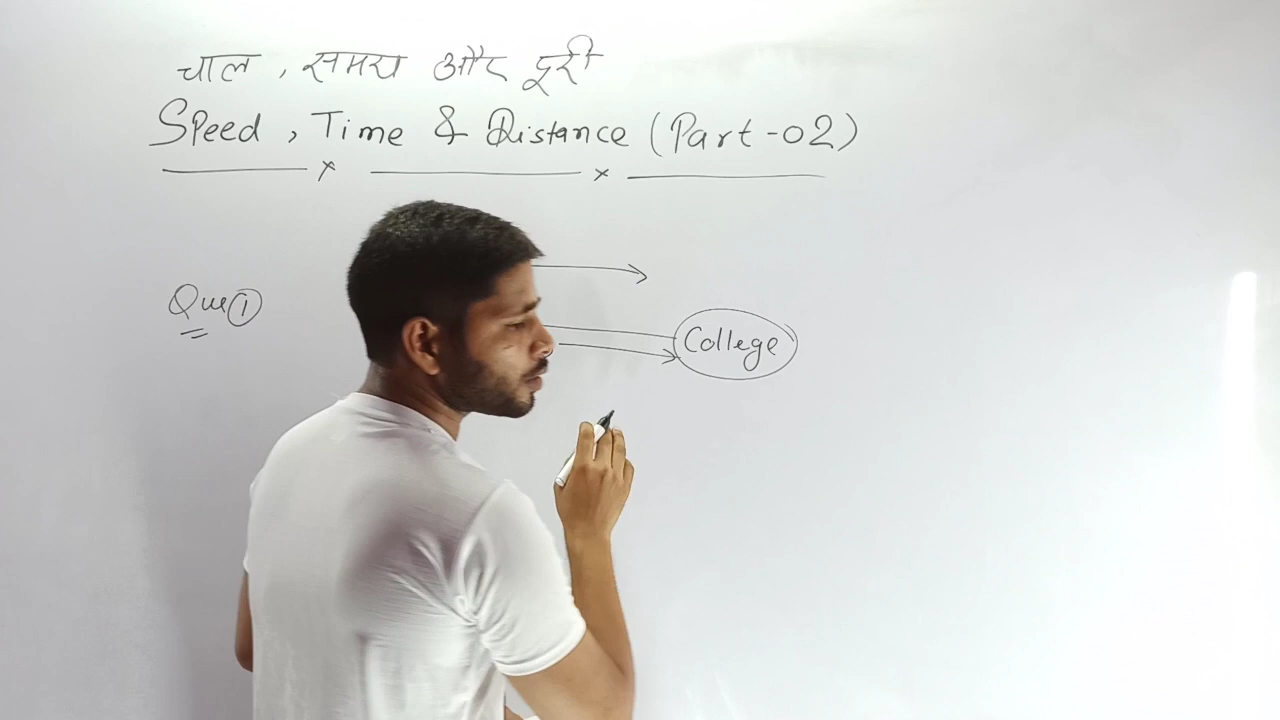 चाल , समय और दूरी
Speed , Time & Distance (Part-02)
Que ①
College